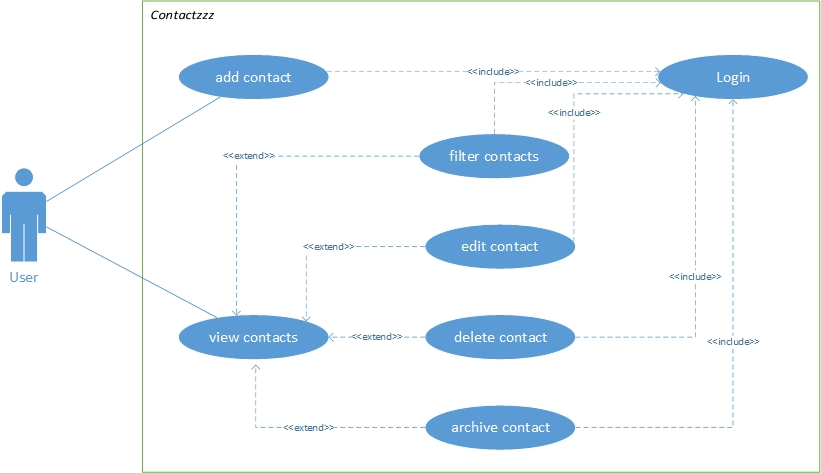 Contactzzz
add contact
<<include>>
Login
<<include>>
<<include>>
<<extend>>
filter contacts
<<extend>>
edit contact
User
<<include>>
view contacts
<<extend>>
delete contact
<<include>>
<<extend>>
archive contact